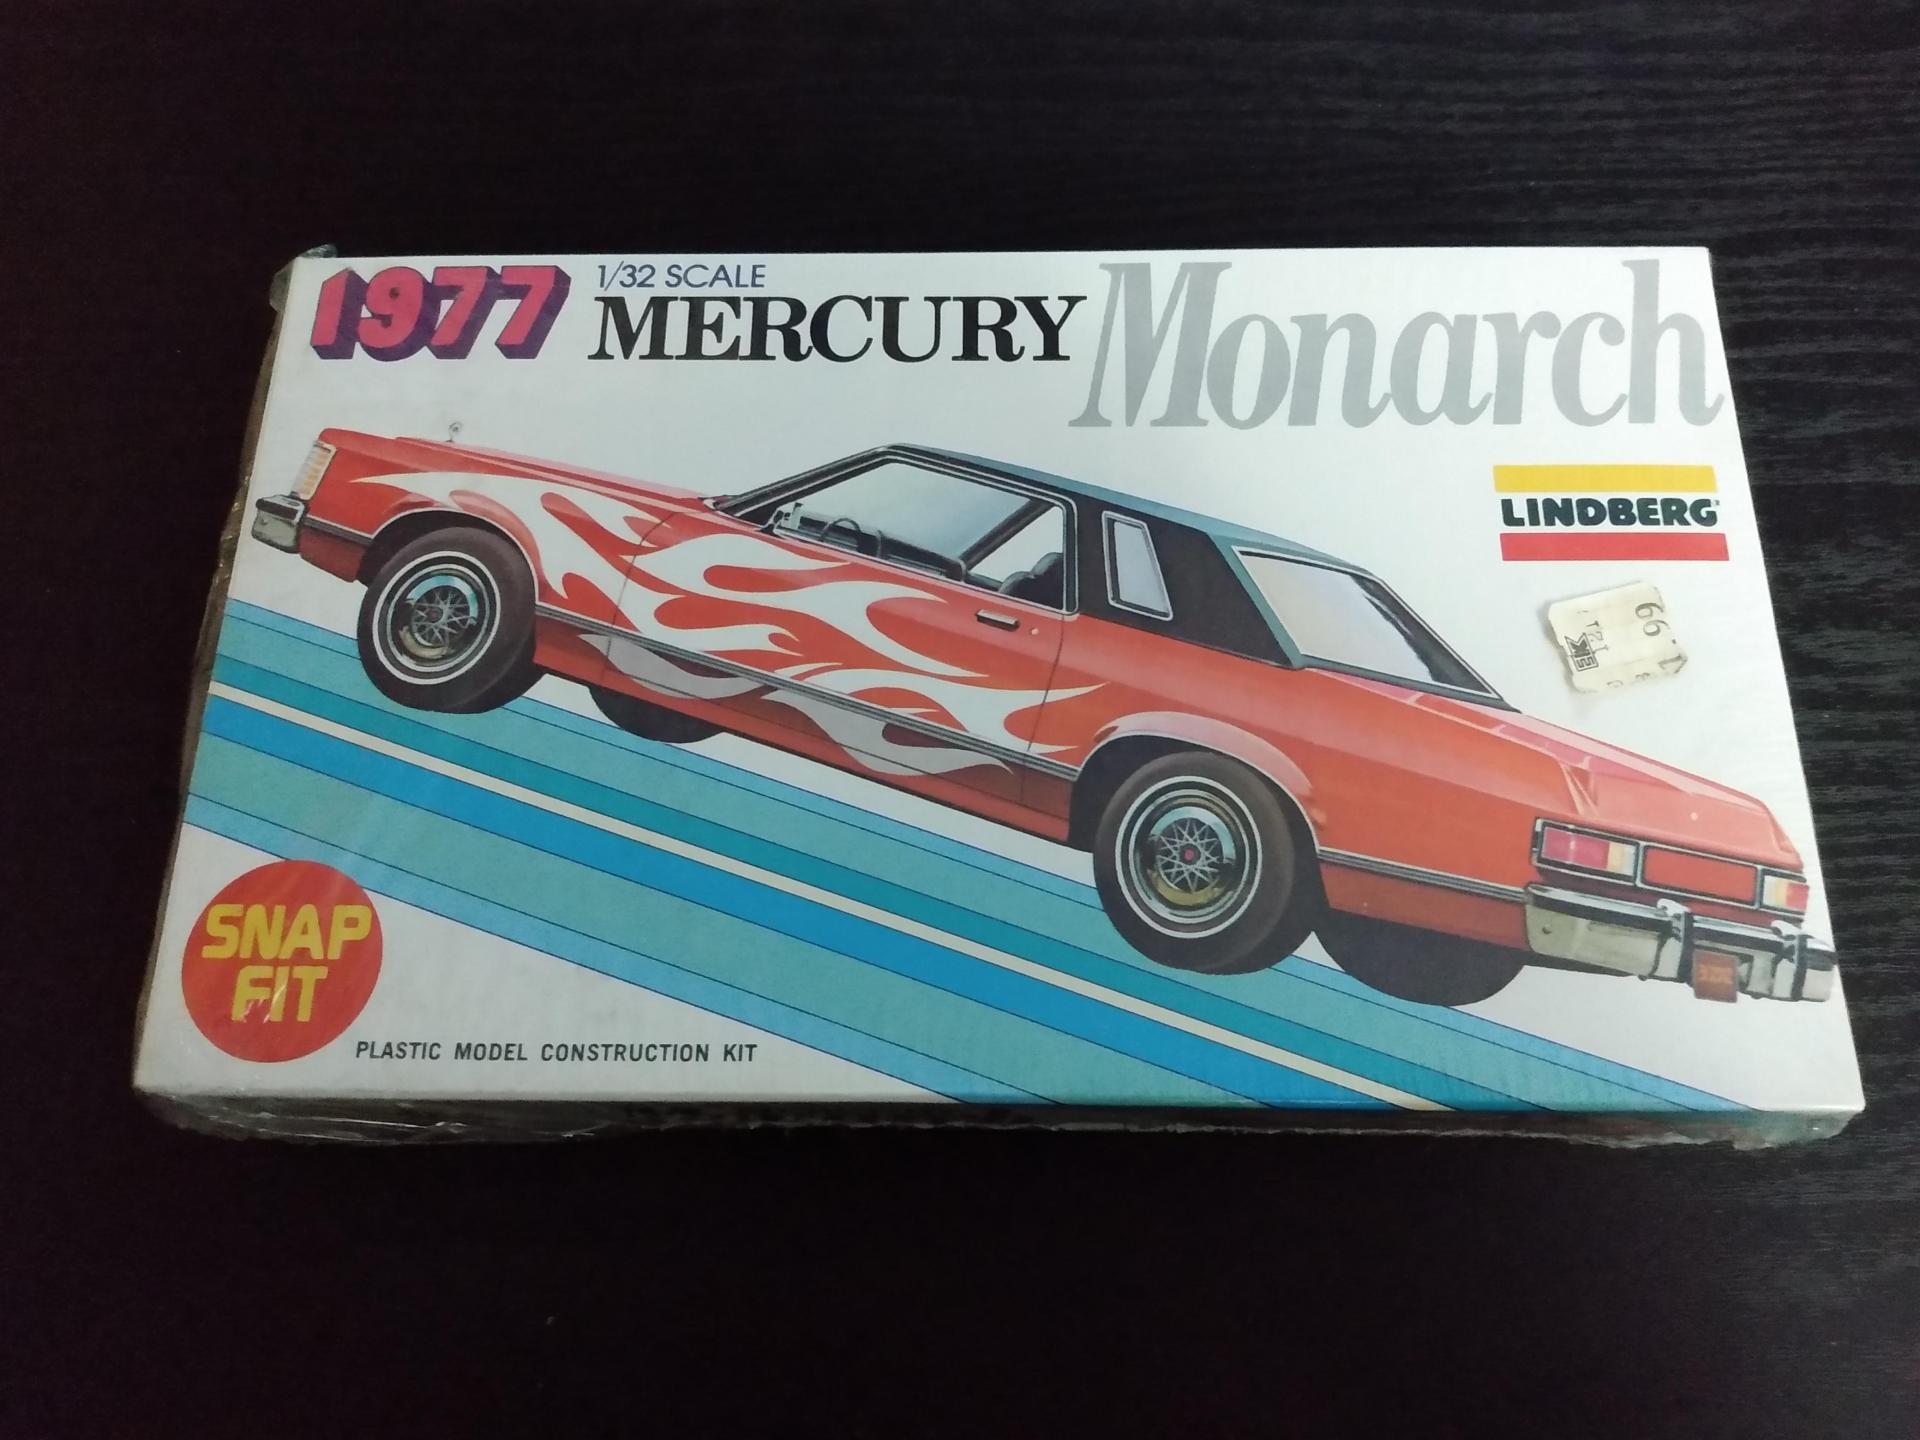 1977
1/32 SCALE
MERCURY Monarch
LINDBERG
SNAP
FIT
PLASTIC MODEL CONSTRUCTION KIT